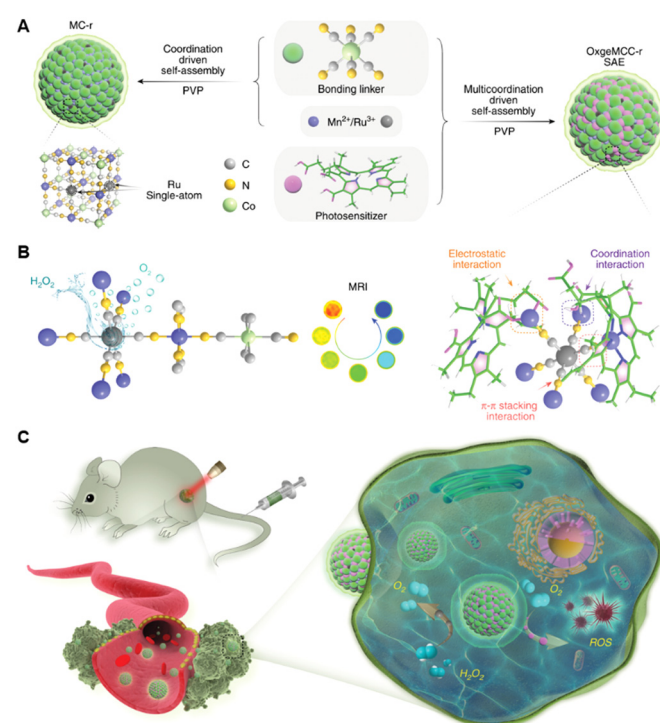 A
MC-r
Coordination
driven
self-assembly
PVP
Bonding linker
Mn²⁺/Ru³⁺
Photosensitizer
Multicoordination
driven
self-assembly
PVP
OxgeMCC-r
SAE
Ru
Single-atom
C
N
Co
B
H₂O₂
O₂
MRI
Electrostatic
interaction
Coordination
interaction
π-π stacking
interaction
C
O₂
O₂
ROS
H₂O₂